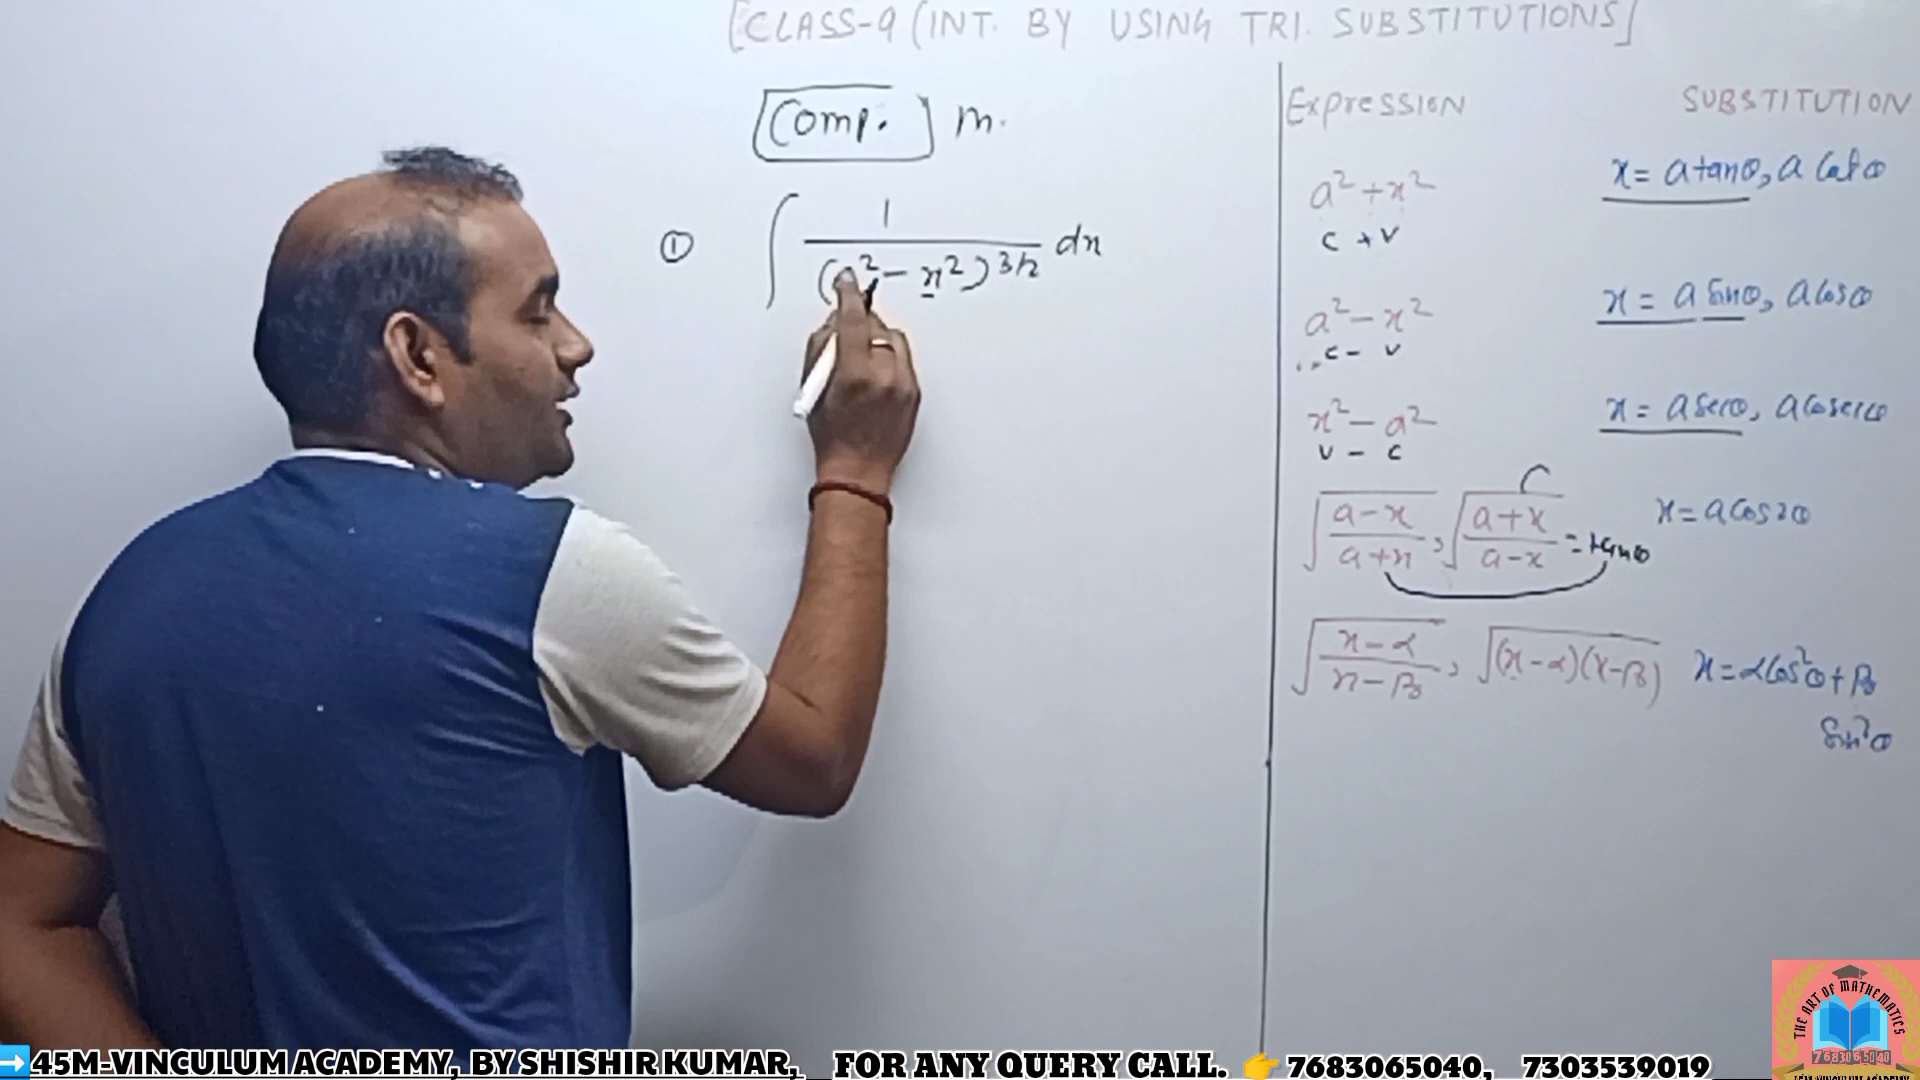 [CLASS-9 (INT. BY USING TRI. SUBSTITUTIONS]
Comp. m.
① ∫ 1 / (a² - x²)^3/2 dx
Expression SUBSTITUTION
a² + x² x = a tanθ, a cotθ
c + v
a² - x² x = a sinθ, a cosθ
c - v
x² - a² x = a secθ, a cosecθ
v - c
C
√(a-x / a+x), √(a+x / a-x) = tanθ x = a cos2θ
√(x-α / x-β), √(x-α)(x-β) x = α cos²θ + β
sin²θ
THE ART OF MATHEMATICS
7683065040
➡45M-VINCULUM ACADEMY, BY SHISHIR KUMAR, FOR ANY QUERY CALL. 👉 7683065040, 7303539019